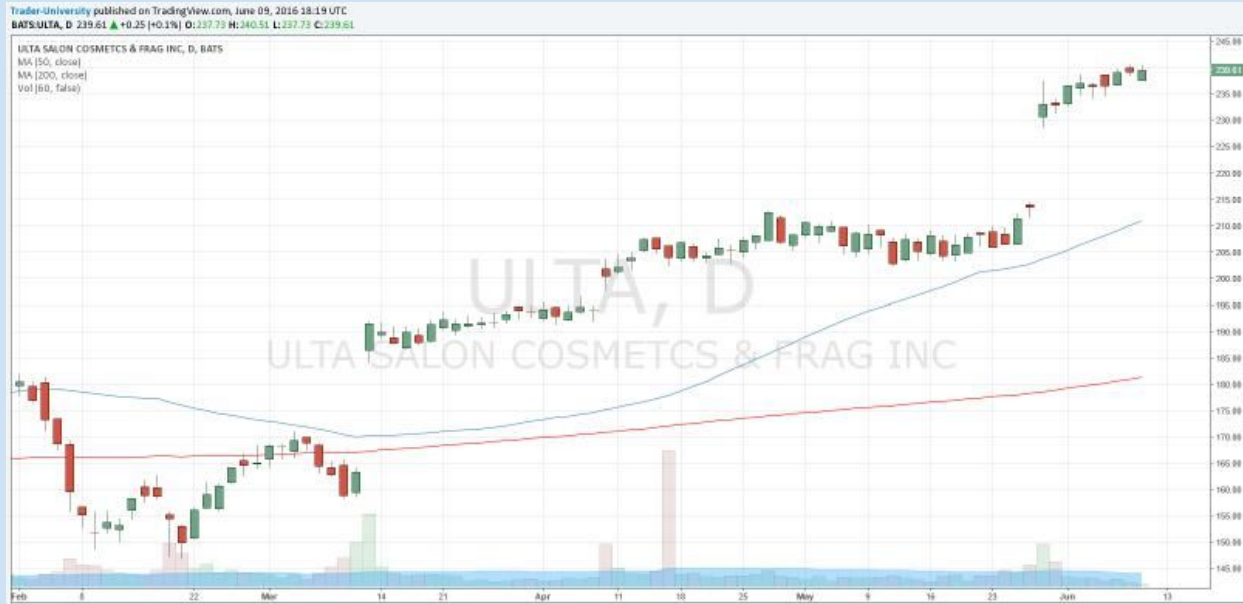 Trader-University published on TradingView.com, June 09, 2016 18:19 UTC
BATS:ULTA, D 239.61 ▲ +0.25 (+0.1%) O:237.73 H:240.51 L:237.73 C:239.61
ULTA SALON COSMETCS & FRAG INC, D, BATS
MA (50, close)
MA (200, close)
Vol (60, false)
ULTA, D
ULTA SALON COSMETCS & FRAG INC
245.00
239.61
235.00
230.00
225.00
220.00
215.00
210.00
205.00
200.00
195.00
190.00
185.00
180.00
175.00
170.00
165.00
160.00
155.00
150.00
145.00
Feb 8 22 Mar 14 21 Apr 11 18 25 May 9 16 23 Jun 13